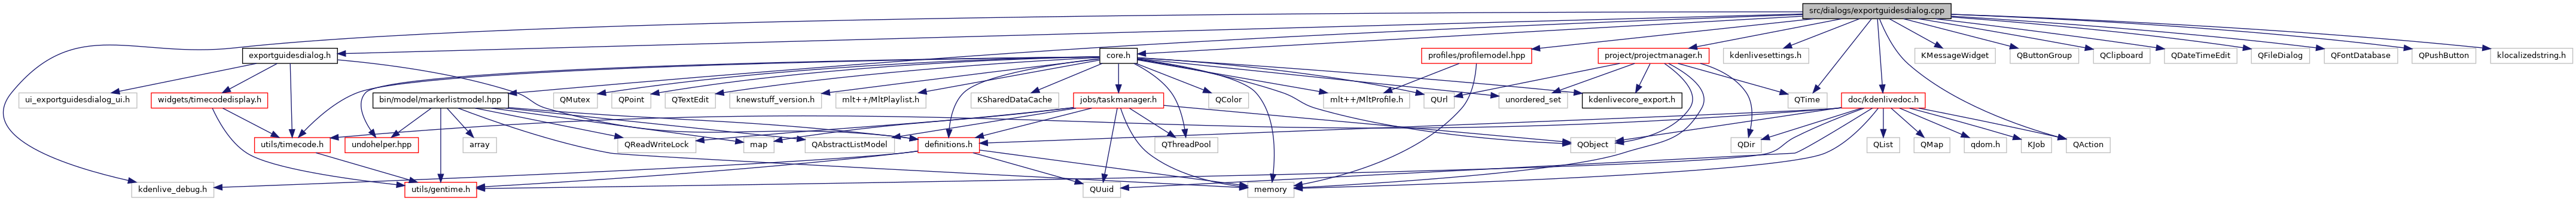 src/dialogs/exportguidesdialog.cpp
exportguidesdialog.h
core.h
profiles/profilemodel.hpp
project/projectmanager.h
kdenlivesettings.h
KMessageWidget
QButtonGroup
QClipboard
QDateTimeEdit
QFileDialog
QFontDatabase
QPushButton
klocalizedstring.h
ui_exportguidesdialog_ui.h
widgets/timecodedisplay.h
bin/model/markerlistmodel.hpp
QMutex
QPoint
QTextEdit
knewstuff_version.h
mlt++/MltPlaylist.h
KSharedDataCache
jobs/taskmanager.h
QColor
mlt++/MltProfile.h
QUrl
unordered_set
kdenlivecore_export.h
QTime
doc/kdenlivedoc.h
utils/timecode.h
undohelper.hpp
array
QReadWriteLock
map
QAbstractListModel
definitions.h
QThreadPool
QObject
QDir
QList
QMap
qdom.h
KJob
QAction
kdenlive_debug.h
utils/gentime.h
QUuid
memory